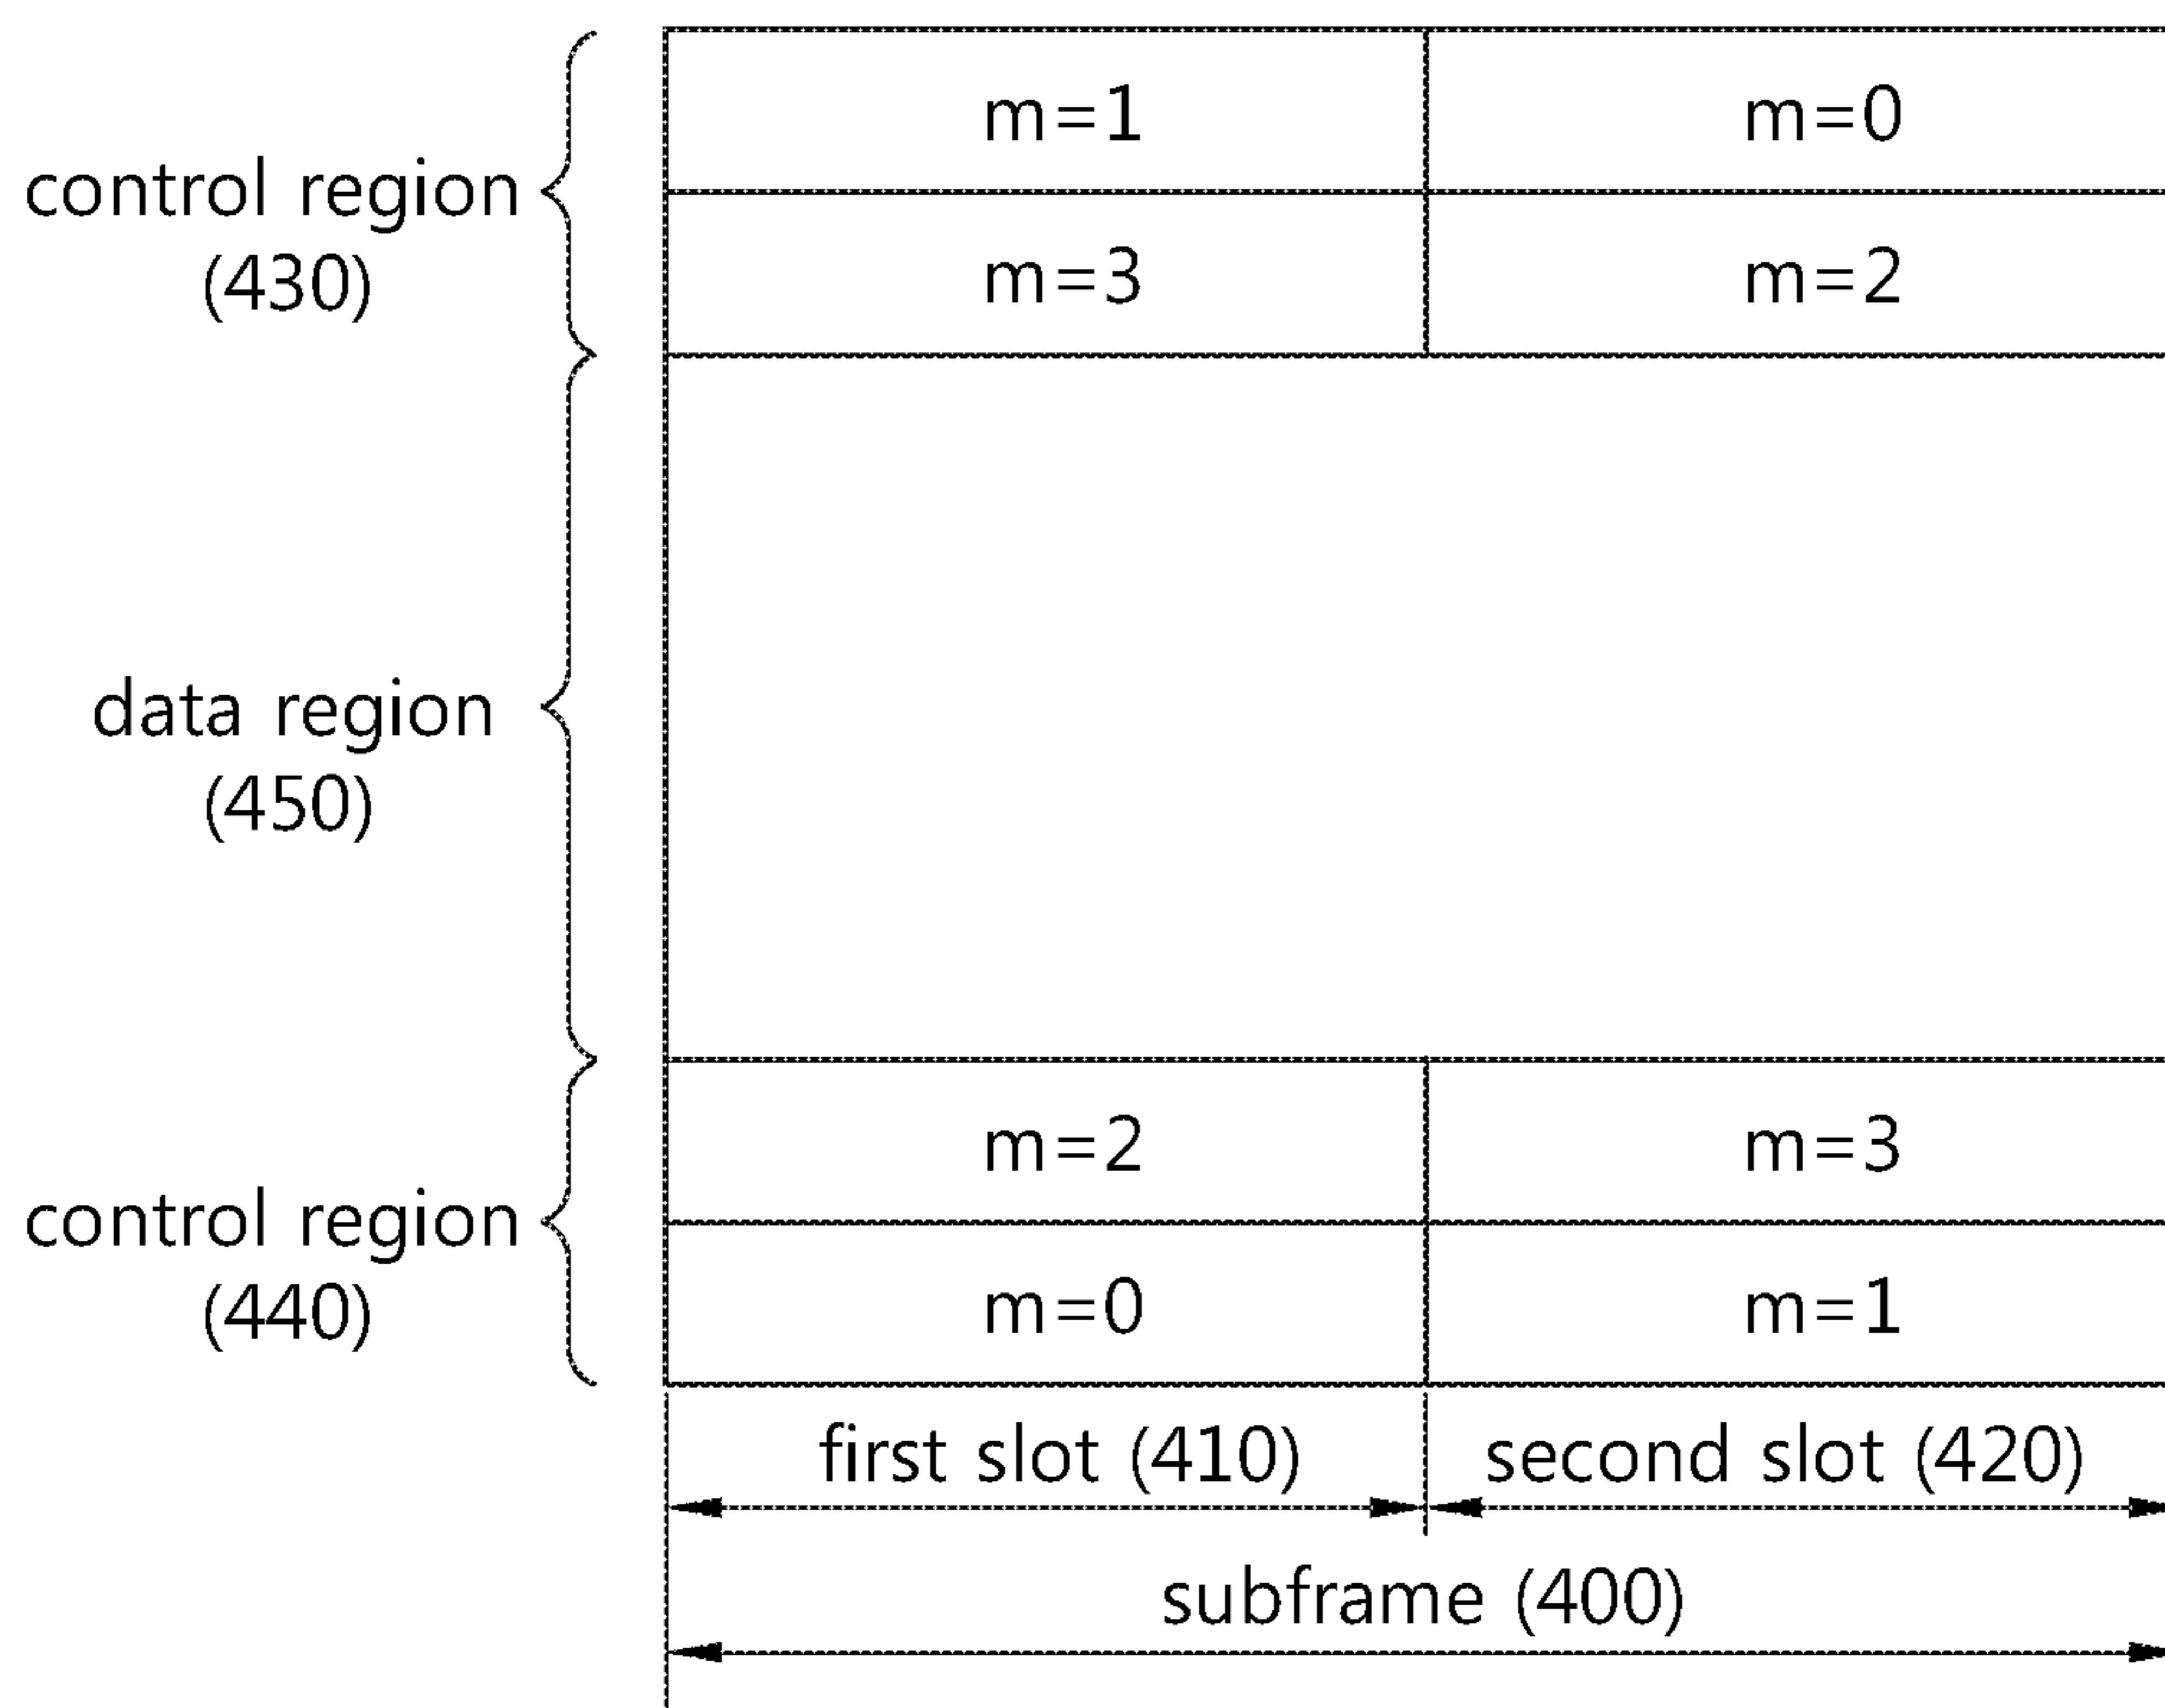 m=1 m=0
control region
(430)
m=3 m=2
data region
(450)
m=2 m=3
control region
(440)
m=0 m=1
first slot (410) second slot (420)
subframe (400)